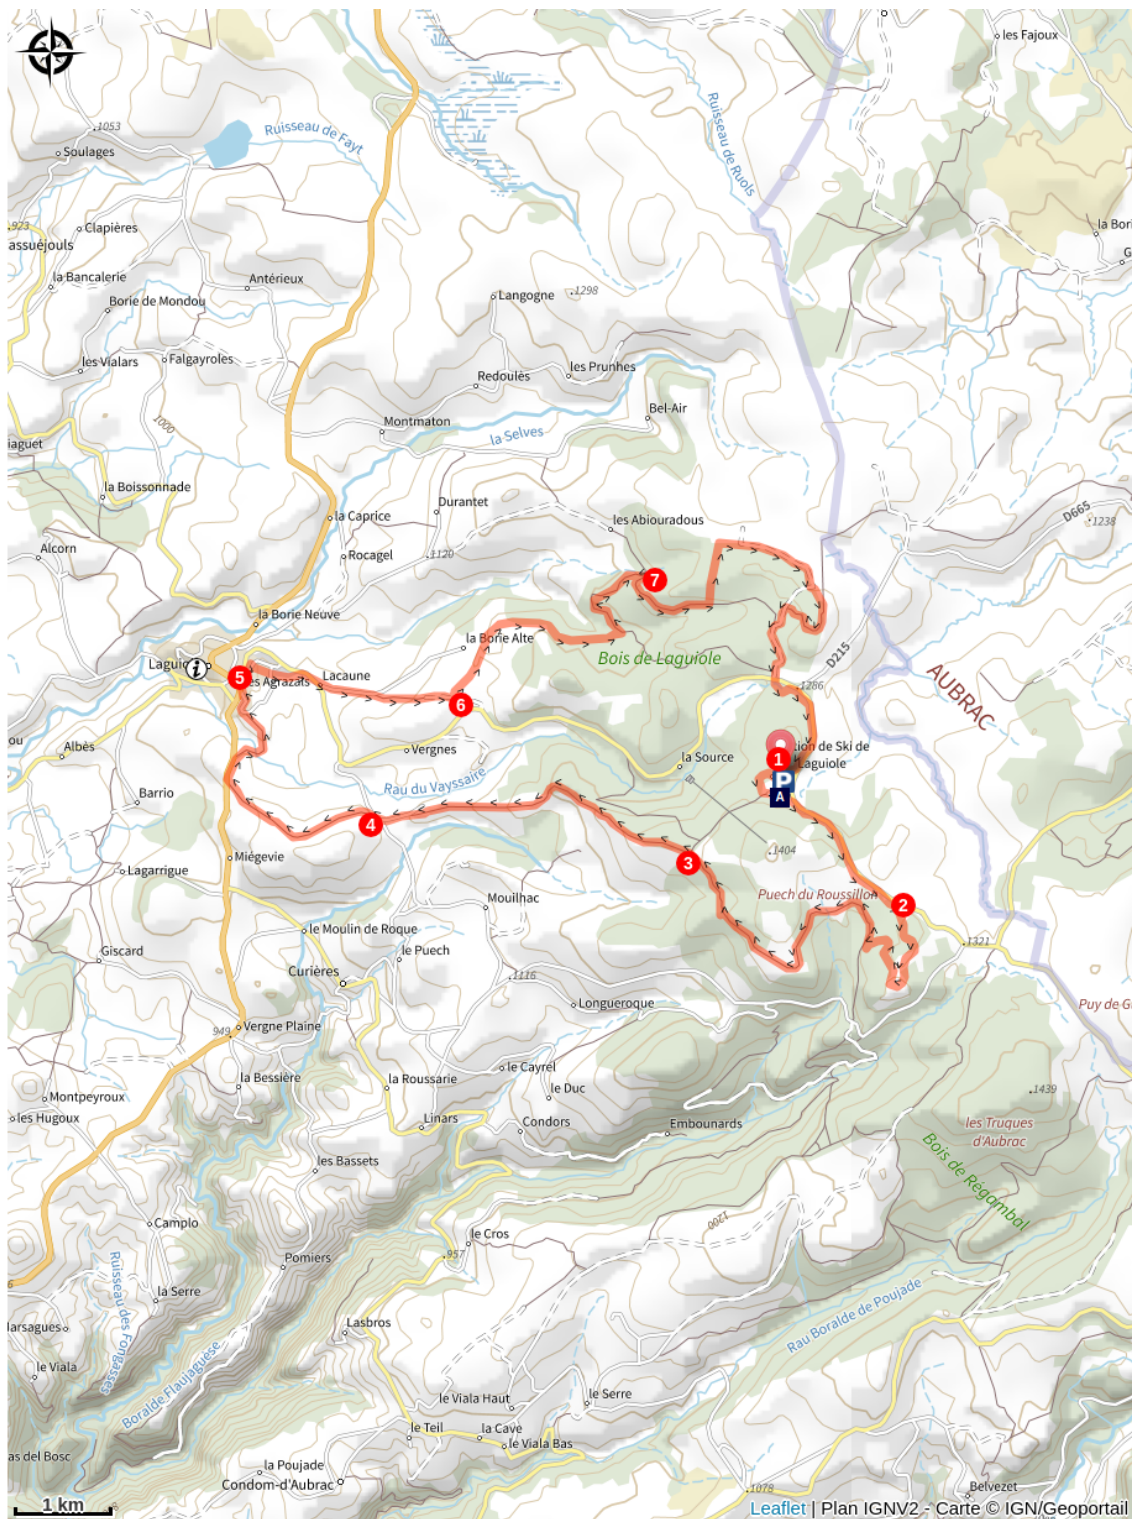 les Fajoux
Ruisseau de Ruols
1053
Ruisseau de Fayt
Soulages
923
Clapières
assuéjouls
la Bori
la Bancalerie
Antérieux
1298
Langogne
Borie de Mondou
les Vialars
Falgayroles
les Prunhes
Redoulès
Bel-Air
1000
Montmaton
la Selves
iaguet
la Boissonnade
Durantet
la Caprice
les Abiouradous
D665
1238
Alcorn
Rocagel
1120
7
la Borie Neuve
la Borie Alte
D215
Bois de Laguiole
Laguio
i
Lacaune
5
es Agrazals
1286
AUBRAC
6
ou
Albès
Vergnes
la Source
tion de Ski de
Laguiole
1
P
A
Rau du Vayssaire
Barrio
4
1404
Miégevie
3
Lagarrigue
Puech du Roussillon
2
Mouilhac
le Moulin de Roque
1321
Giscard
le Puech
Curières
1116
Longueroque
Puy de G
949
Vergne Plaine
la Bessière
le Cayrel
la Roussarie
le Duc
1439
Montpeyroux
les Hugoux
Linars
Condors
Embounards
les Truques
d'Aubrac
Bois de Régambal
les Bassets
1200
Camplo
le Cros
957
Pomiers
Ruisseau des Fongasses
la Serre
Rau Boralde de Poujade
Marsagues
Lasbros
le Viala
Boralde Flaujaguèse
le Viala Haut
le Serre
le Teil
la Cave
le Viala Bas
as del Bosc
la Poujade
Condom-d'Aubrac
1078
Belvezet
1 km
Leaflet | Plan IGNV2 - Carte © IGN/Geoportail